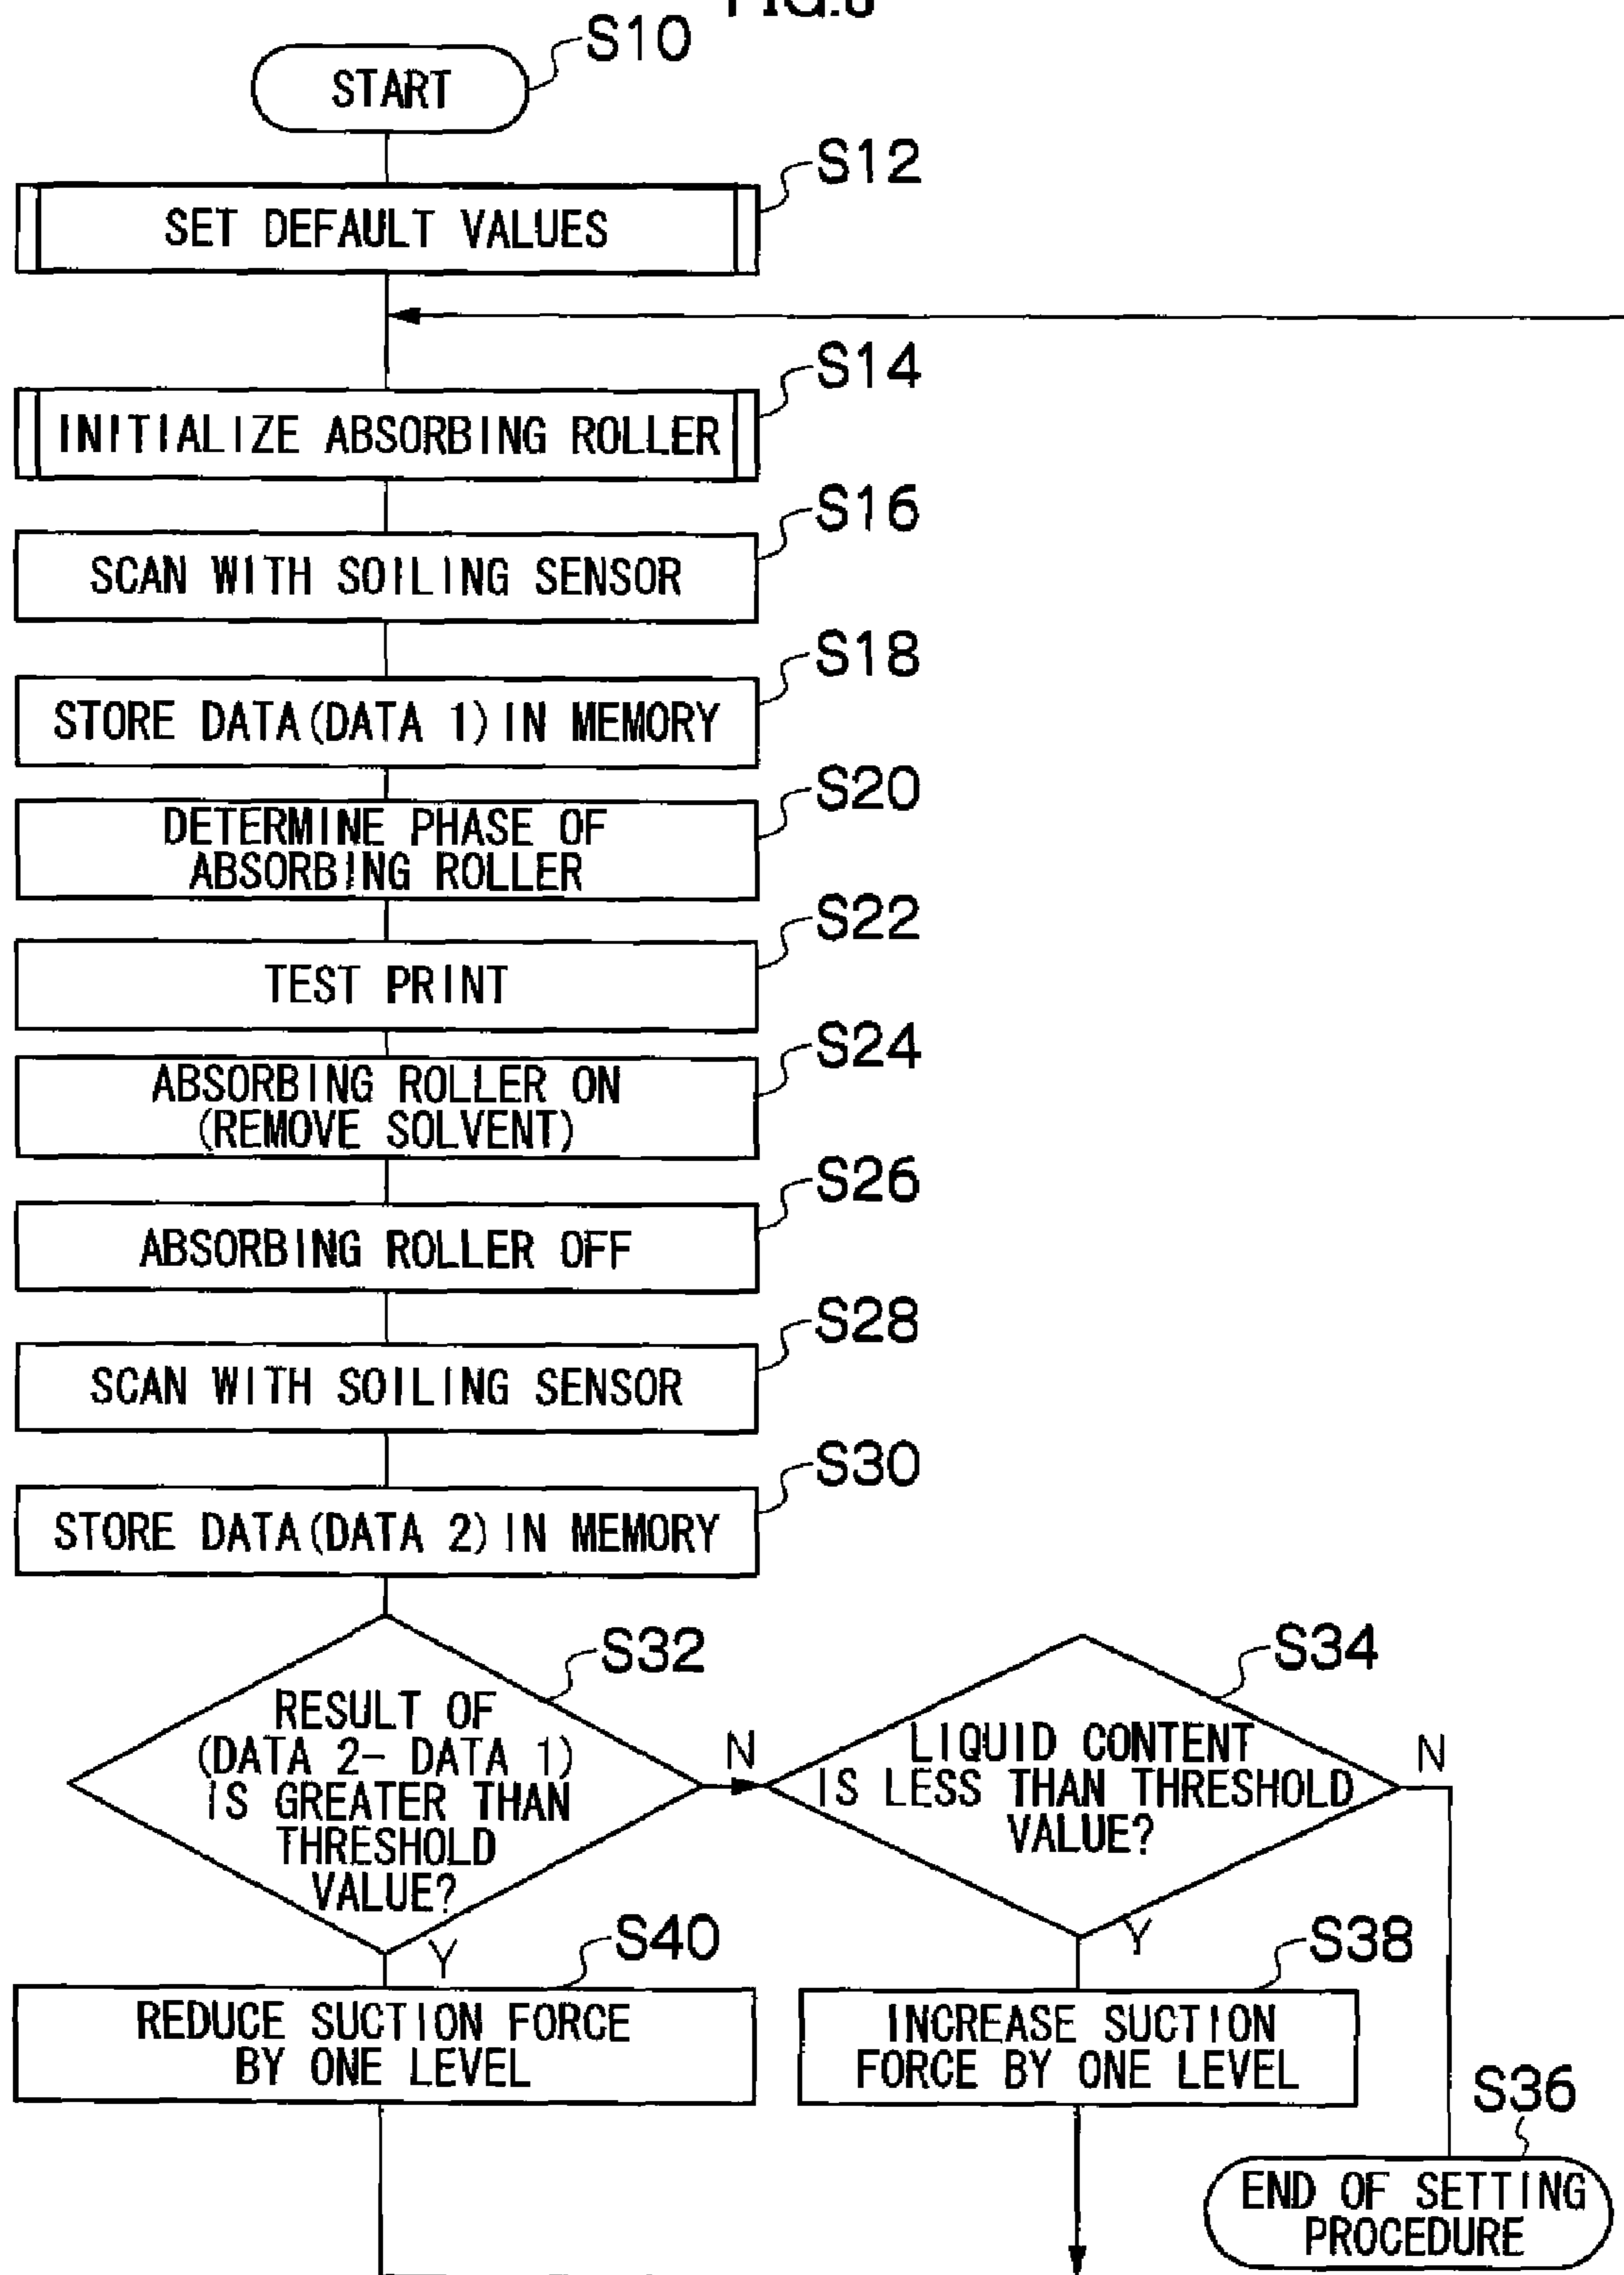 S10
START
S12
SET DEFAULT VALUES
S14
INITIALIZE ABSORBING ROLLER
S16
SCAN WITH SOILING SENSOR
S18
STORE DATA(DATA 1) IN MEMORY
S20
DETERMINE PHASE OF
ABSORBING ROLLER
S22
TEST PRINT
S24
ABSORBING ROLLER ON
(REMOVE SOLVENT)
S26
ABSORBING ROLLER OFF
S28
SCAN WITH SOILING SENSOR
S30
STORE DATA(DATA 2) IN MEMORY
S32
RESULT OF
(DATA 2- DATA 1)
IS GREATER THAN
THRESHOLD
VALUE?
N
Y
S34
LIQUID CONTENT
IS LESS THAN THRESHOLD
VALUE?
N
Y
S40
REDUCE SUCTION FORCE
BY ONE LEVEL
S38
INCREASE SUCTION
FORCE BY ONE LEVEL
S36
END OF SETTING
PROCEDURE